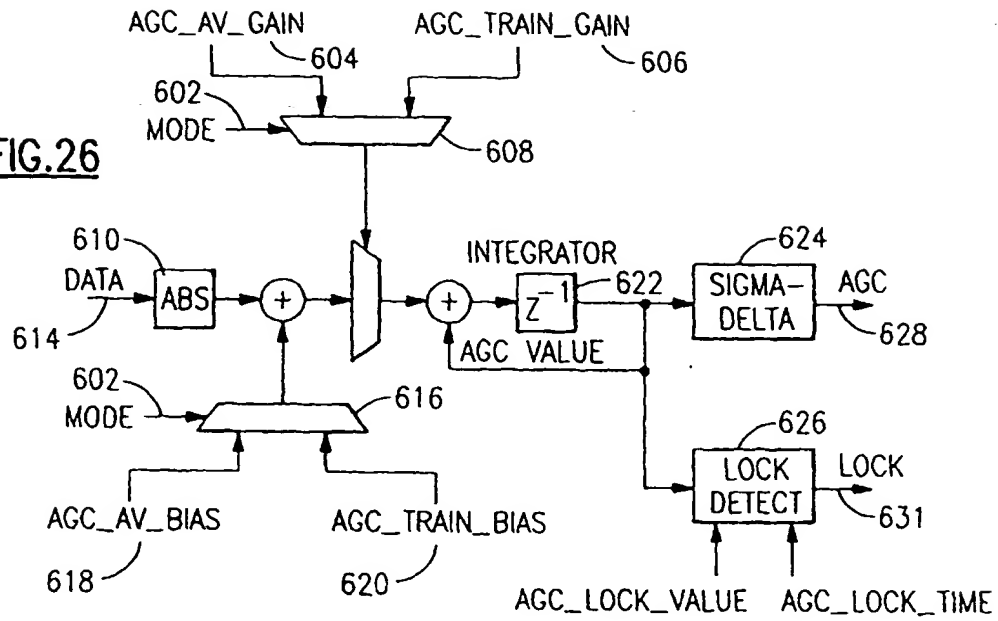 AGC_AV_GAIN
AGC_TRAIN_GAIN
604
606
602
MODE
608
FIG.26
610
INTEGRATOR
624
DATA
ABS
+
+
Z-1
622
SIGMA-
DELTA
AGC
614
AGC VALUE
628
602
MODE
616
626
LOCK
DETECT
LOCK
631
AGC_AV_BIAS
AGC_TRAIN_BIAS
618
620
AGC_LOCK_VALUE
AGC_LOCK_TIME